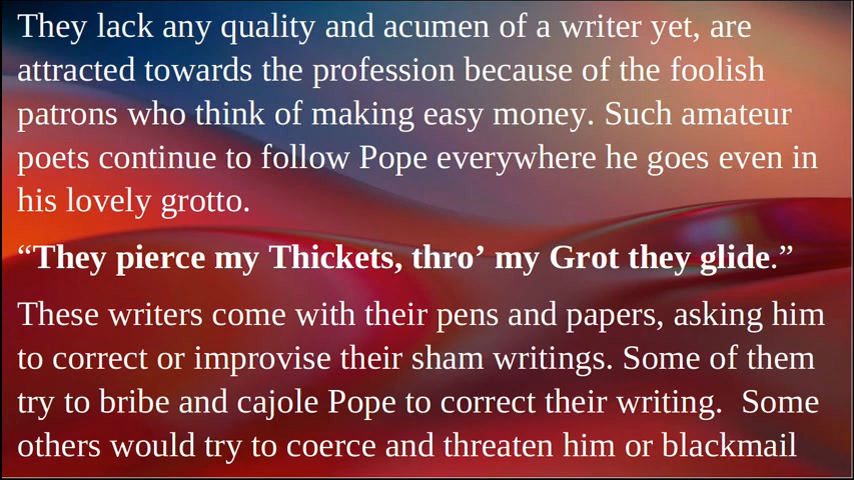 They lack any quality and acumen of a writer yet, are
attracted towards the profession because of the foolish
patrons who think of making easy money. Such amateur
poets continue to follow Pope everywhere he goes even in
his lovely grotto.
“They pierce my Thickets, thro’ my Grot they glide.”
These writers come with their pens and papers, asking him
to correct or improvise their sham writings. Some of them
try to bribe and cajole Pope to correct their writing.  Some
others would try to coerce and threaten him or blackmail